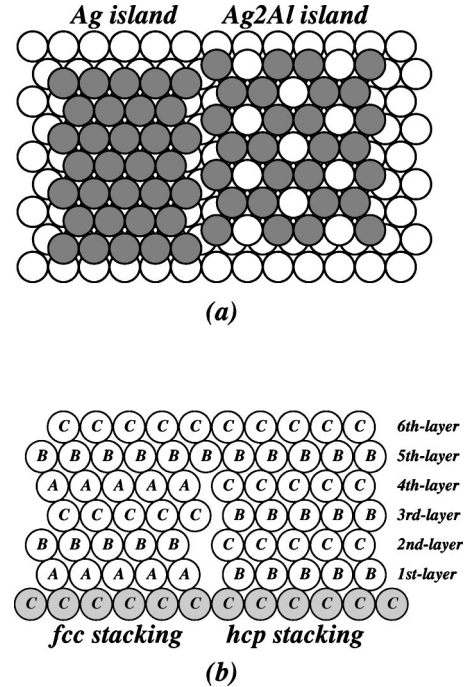 Ag island Ag2Al island
(a)
C C C C C C C C C C 6th-layer
B B B B B B B B B B B 5th-layer
A A A A A C C C C C 4th-layer
C C C C C B B B B B 3rd-layer
B B B B B C C C C C 2nd-layer
A A A A A B B B B B 1st-layer
C C C C C C C C C C C C
fcc stacking hcp stacking
(b)